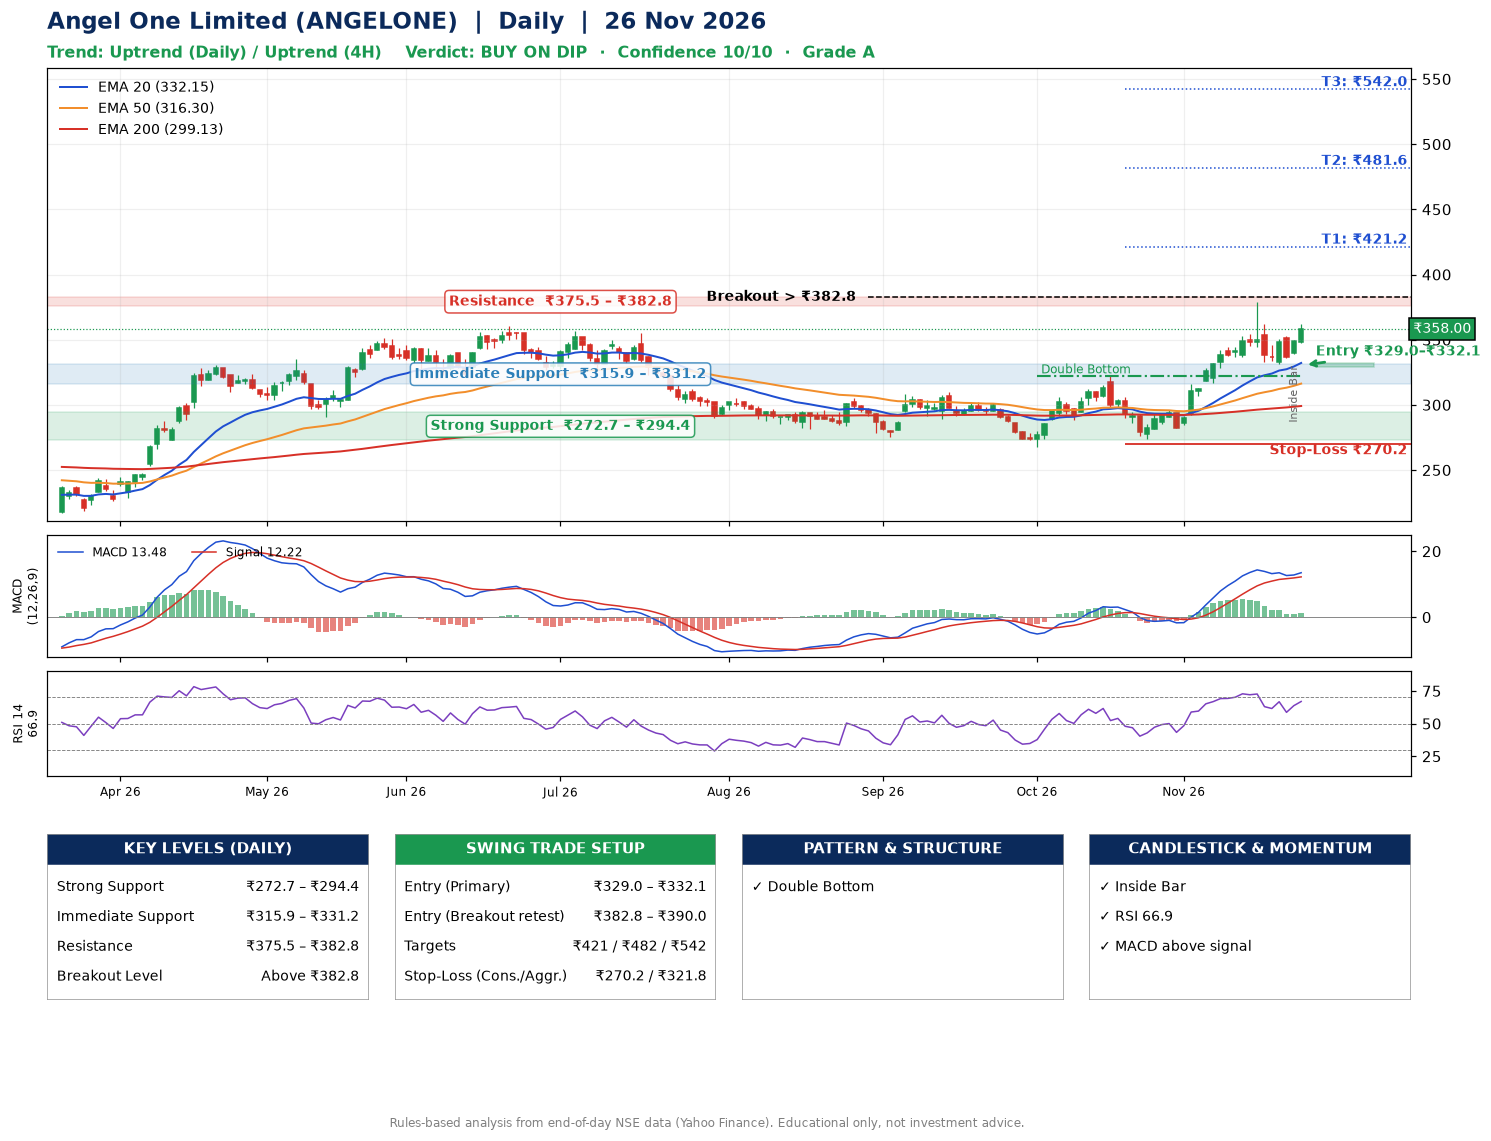 Angel One Limited (ANGELONE)  |  Daily  |  26 Nov 2026
Trend: Uptrend (Daily) / Uptrend (4H)    Verdict: BUY ON DIP  ·  Confidence 10/10  ·  Grade A
EMA 20 (332.15)
EMA 50 (316.30)
EMA 200 (299.13)
T3: ₹542.0
T2: ₹481.6
T1: ₹421.2
Resistance  ₹375.5 – ₹382.8
Breakout > ₹382.8
₹358.00
Entry ₹329.0–₹332.1
Immediate Support  ₹315.9 – ₹331.2
Double Bottom
Inside Bar
Strong Support  ₹272.7 – ₹294.4
Stop-Loss ₹270.2
550
500
450
400
350
300
250
MACD 13.48
Signal 12.22
MACD
(12,26,9)
20
0
RSI 14
66.9
75
50
25
Apr 26
May 26
Jun 26
Jul 26
Aug 26
Sep 26
Oct 26
Nov 26
KEY LEVELS (DAILY)
Strong Support ₹272.7 – ₹294.4
Immediate Support ₹315.9 – ₹331.2
Resistance ₹375.5 – ₹382.8
Breakout Level Above ₹382.8
SWING TRADE SETUP
Entry (Primary) ₹329.0 – ₹332.1
Entry (Breakout retest) ₹382.8 – ₹390.0
Targets ₹421 / ₹482 / ₹542
Stop-Loss (Cons./Aggr.) ₹270.2 / ₹321.8
PATTERN & STRUCTURE
✓ Double Bottom
CANDLESTICK & MOMENTUM
✓ Inside Bar
✓ RSI 66.9
✓ MACD above signal
Rules-based analysis from end-of-day NSE data (Yahoo Finance). Educational only, not investment advice.